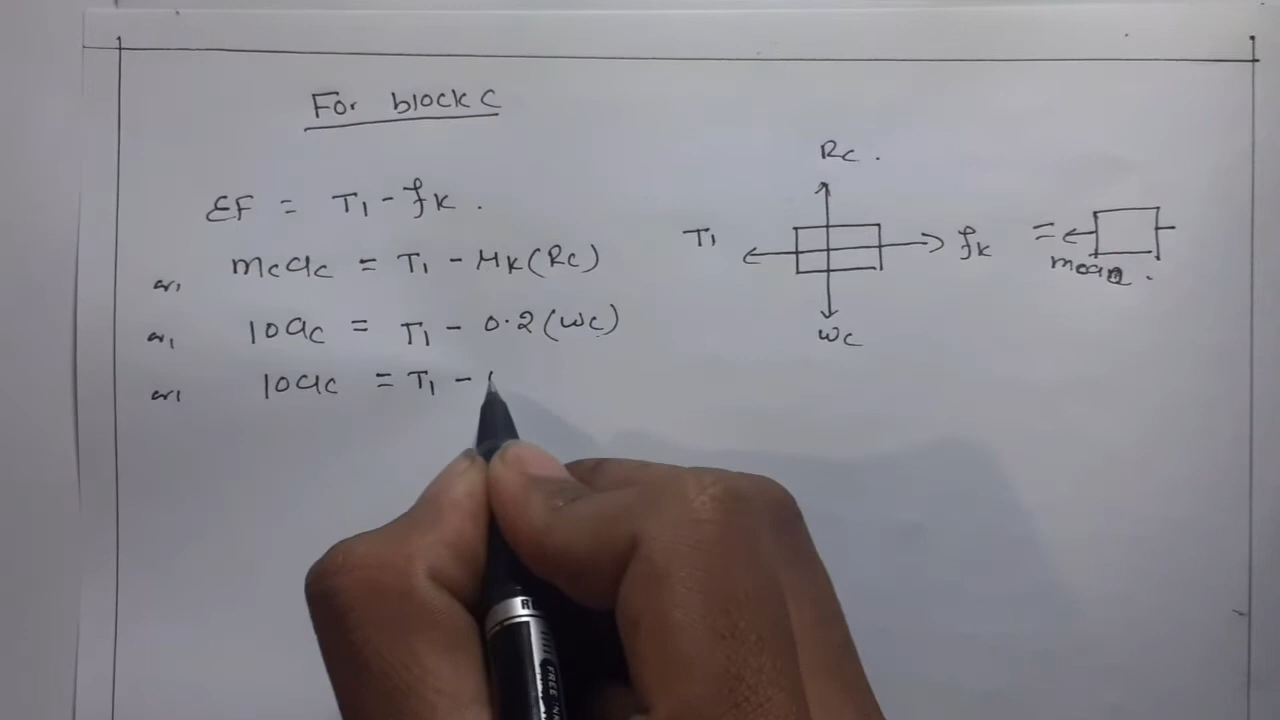 For block C
ΣF = T1 - fK .
or, mcac = T1 - μK(Rc)
or, 10ac = T1 - 0.2(wc)
or, 10ac = T1 -
Rc .
T1
fK
=
wc